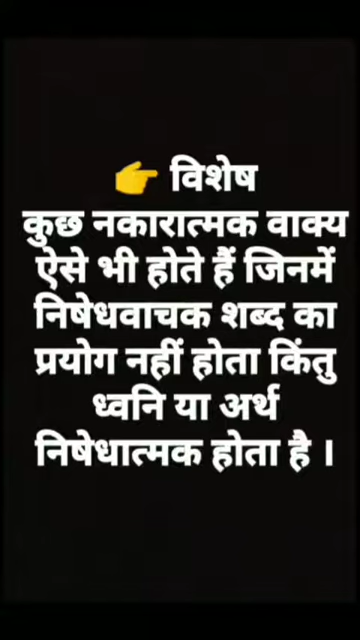 👉 विशेष
कुछ नकारात्मक वाक्य
ऐसे भी होते हैं जिनमें
निषेधवाचक शब्द का
प्रयोग नहीं होता किंतु
ध्वनि या अर्थ
निषेधात्मक होता है ।